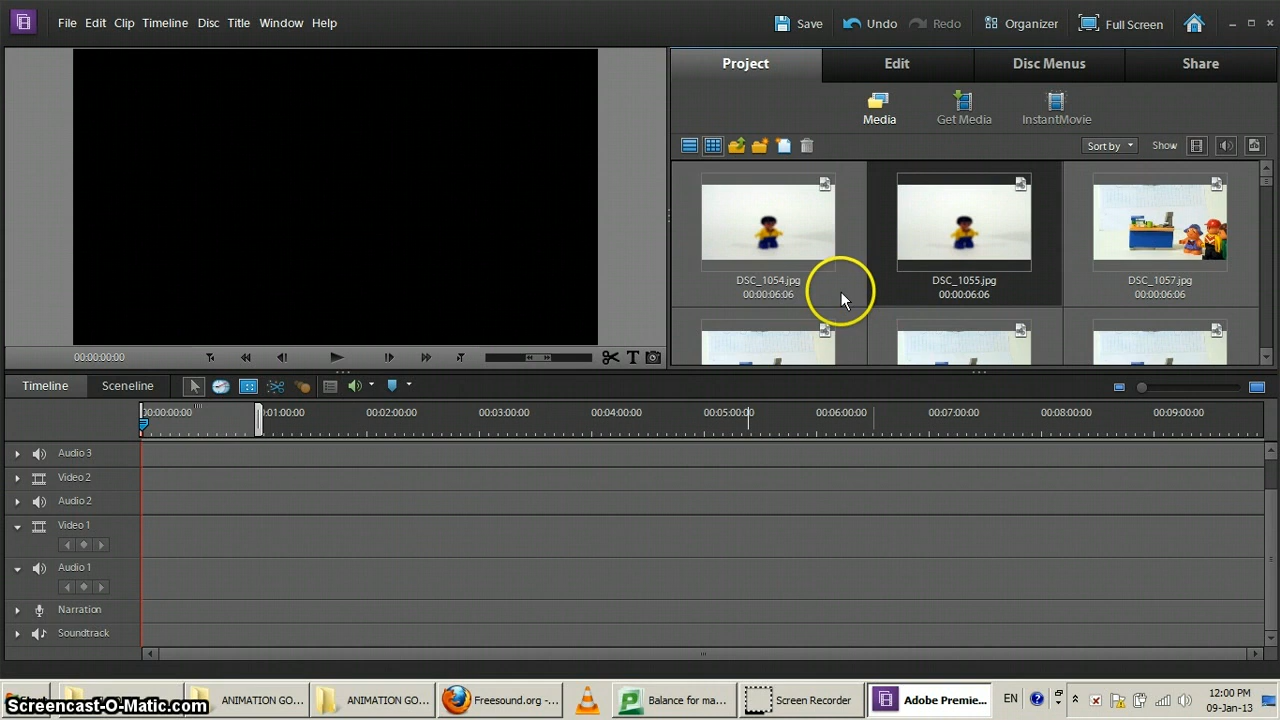 File Edit Clip Timeline Disc Title Window Help
Save Undo Redo Organizer Full Screen
Project Edit Disc Menus Share
Media Get Media InstantMovie
Sort by Show
DSC_1054.jpg DSC_1055.jpg DSC_1057.jpg
00:00:06:06 00:00:06:06 00:00:06:06
00:00:00:00
T
Timeline Sceneline
00:00:00:00 :01:00:00 00:02:00:00 00:03:00:00 00:04:00:00 00:05:00:00 00:06:00:00 00:07:00:00 00:08:00:00 00:09:00:00
Audio 3
Video 2
Audio 2
Video 1
Audio 1
Narration
Soundtrack
ANIMATION GO... ANIMATION GO... Freesound.org -... Balance for ma... Screen Recorder Adobe Premie... EN 12:00 PM
09-Jan-13
Screencast-O-Matic.com